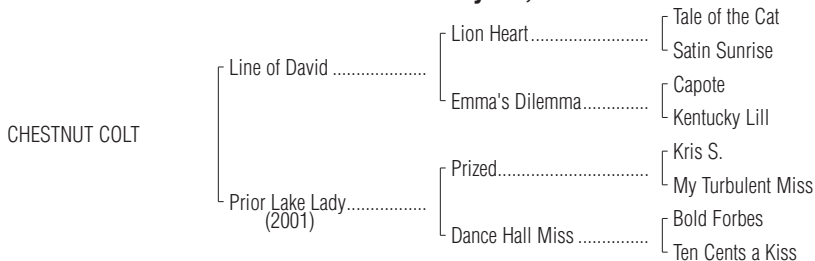 Tale of the Cat
Lion Heart..........................
Satin Sunrise
Line of David ....................
Capote
Emma's Dilemma..............
Kentucky Lill
CHESTNUT COLT
Kris S.
Prized................................
My Turbulent Miss
Prior Lake Lady.................
(2001)
Bold Forbes
Dance Hall Miss ...............
Ten Cents a Kiss